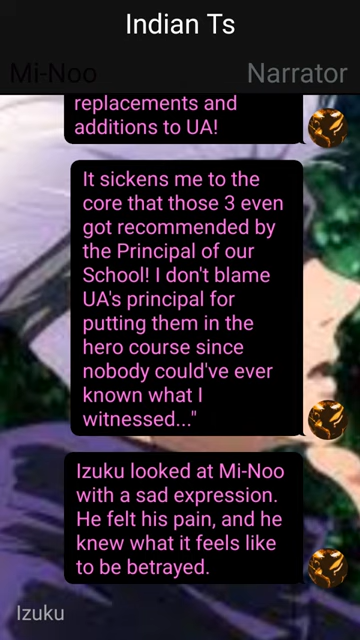 Indian Ts
Mi-Noo
Narrator
replacements and
additions to UA!
It sickens me to the
core that those 3 even
got recommended by
the Principal of our
School! I don't blame
UA's principal for
putting them in the
hero course since
nobody could've ever
known what I
witnessed..."
Izuku looked at Mi-Noo
with a sad expression.
He felt his pain, and he
knew what it feels like
to be betrayed.
Izuku